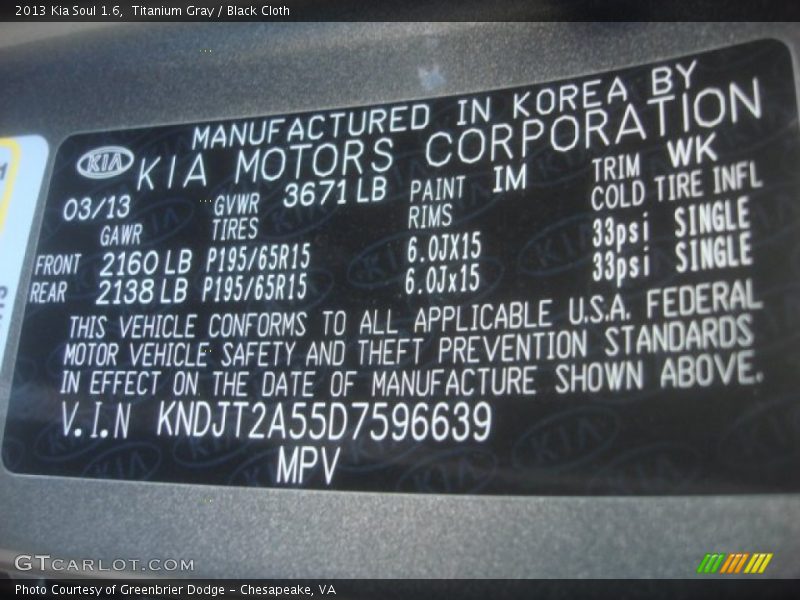 2013 Kia Soul 1.6, Titanium Gray / Black Cloth
MANUFACTURED IN KOREA BY
KIA KIA MOTORS CORPORATION
03/13 GVWR 3671 LB PAINT IM TRIM WK
GAWR TIRES RIMS COLD TIRE INFL
FRONT 2160 LB P195/65R15 6.0JX15 33psi SINGLE
REAR 2138 LB P195/65R15 6.0Jx15 33psi SINGLE
THIS VEHICLE CONFORMS TO ALL APPLICABLE U.S.A. FEDERAL
MOTOR VEHICLE SAFETY AND THEFT PREVENTION STANDARDS
IN EFFECT ON THE DATE OF MANUFACTURE SHOWN ABOVE.
V.I.N KNDJT2A55D7596639
MPV
GTCARLOT.COM
Photo Courtesy of Greenbrier Dodge – Chesapeake, VA